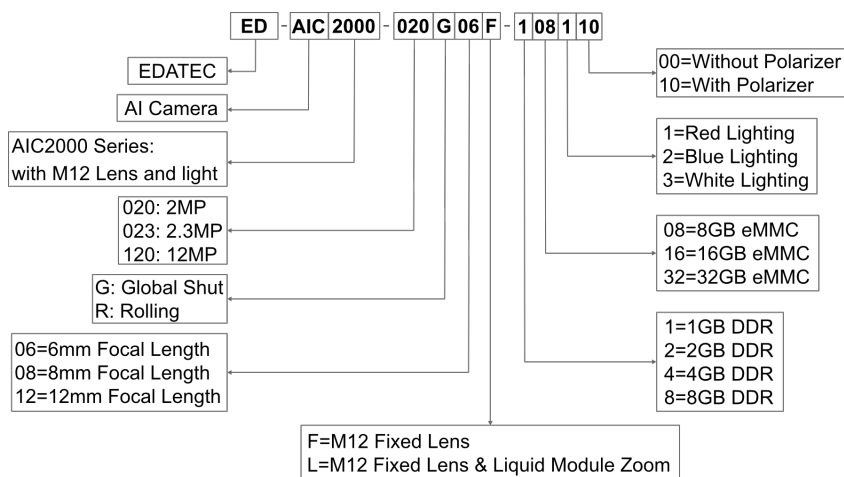 ED - AIC 2000 - 020 G 06 F - 1 08 1 10
EDATEC
AI Camera
AIC2000 Series:
with M12 Lens and light
020: 2MP
023: 2.3MP
120: 12MP
G: Global Shut
R: Rolling
06=6mm Focal Length
08=8mm Focal Length
12=12mm Focal Length
F=M12 Fixed Lens
L=M12 Fixed Lens & Liquid Module Zoom
00=Without Polarizer
10=With Polarizer
1=Red Lighting
2=Blue Lighting
3=White Lighting
08=8GB eMMC
16=16GB eMMC
32=32GB eMMC
1=1GB DDR
2=2GB DDR
4=4GB DDR
8=8GB DDR